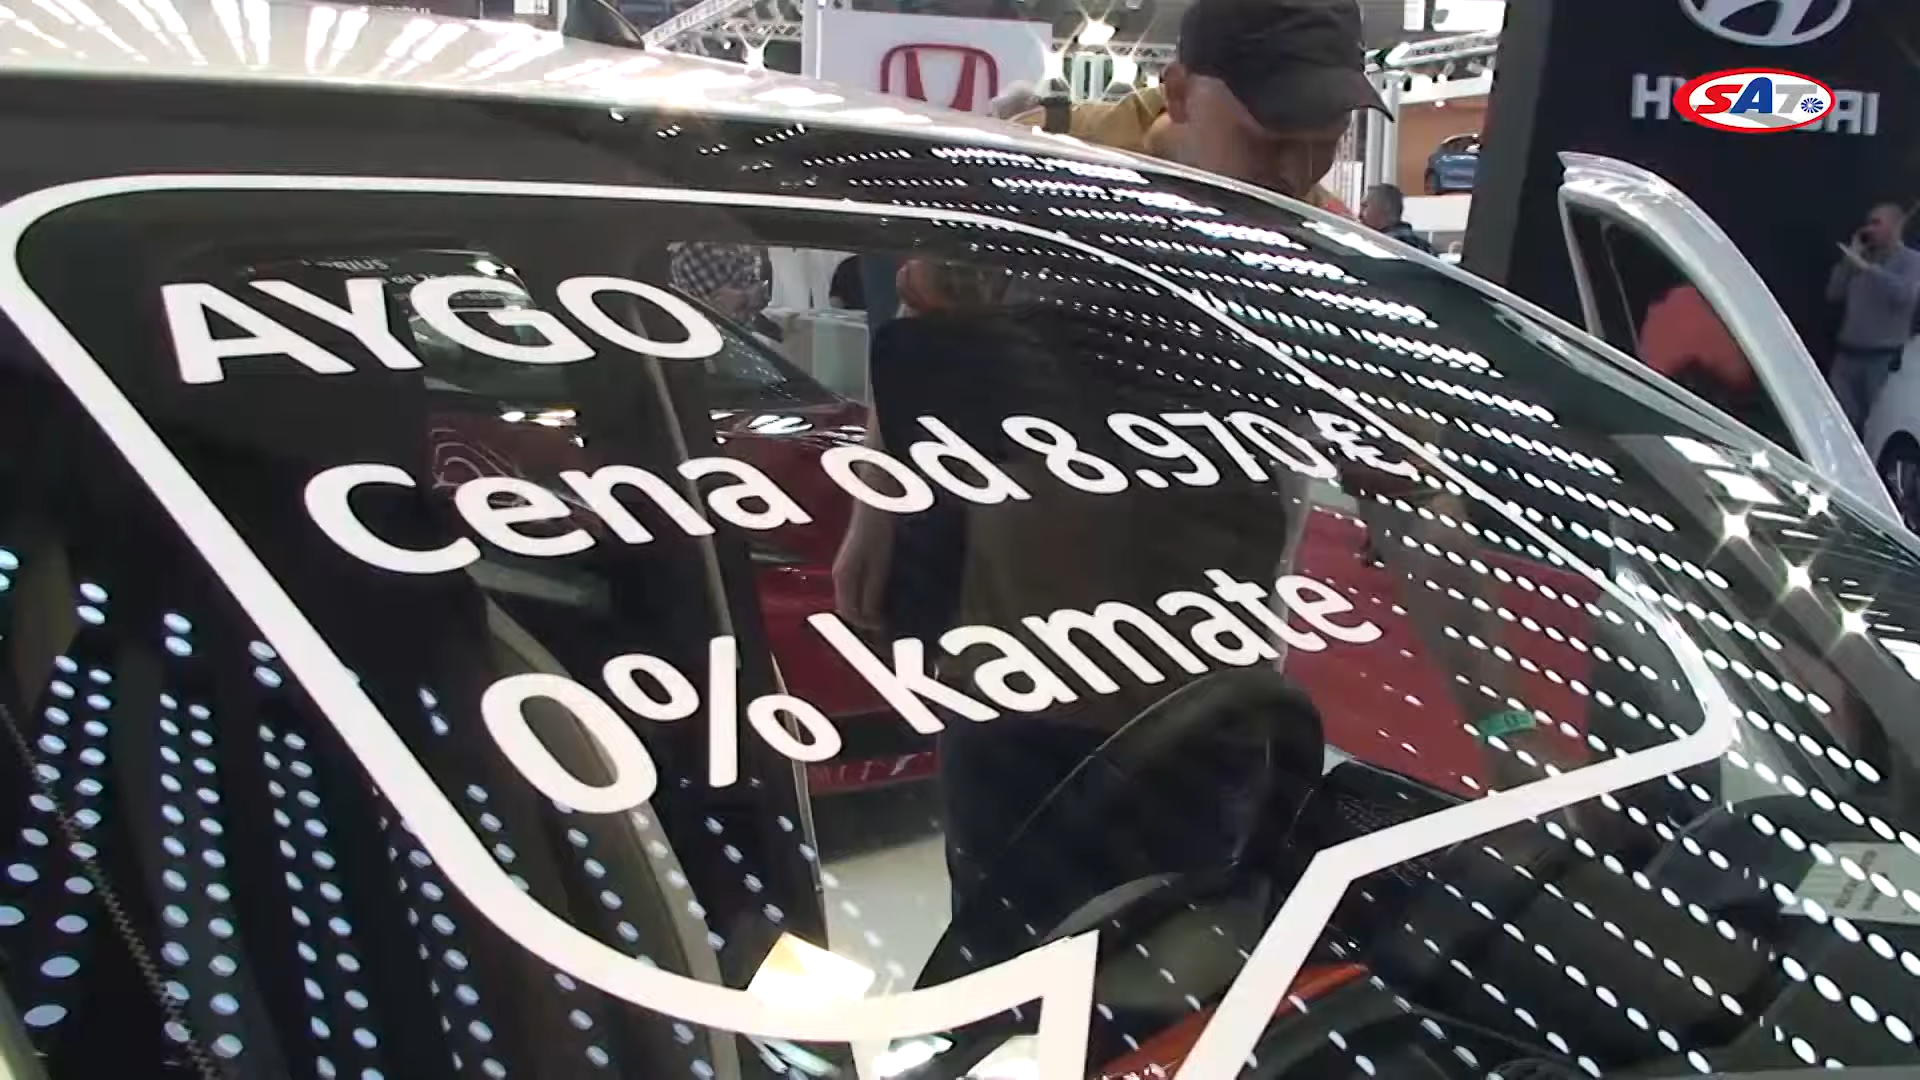 AYGO
Cena od 8.970 €
0% kamate
SAT